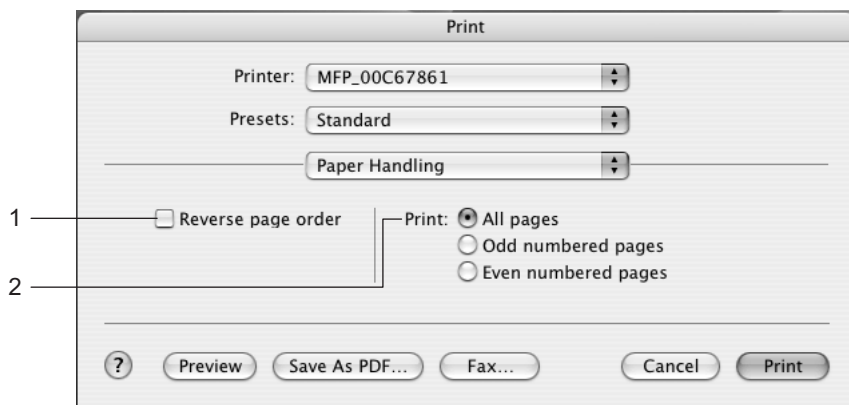 Print
Printer: MFP_00C67861
Presets: Standard
Paper Handling
1 Reverse page order Print: All pages
Odd numbered pages
2 Even numbered pages
? Preview Save As PDF... Fax... Cancel Print